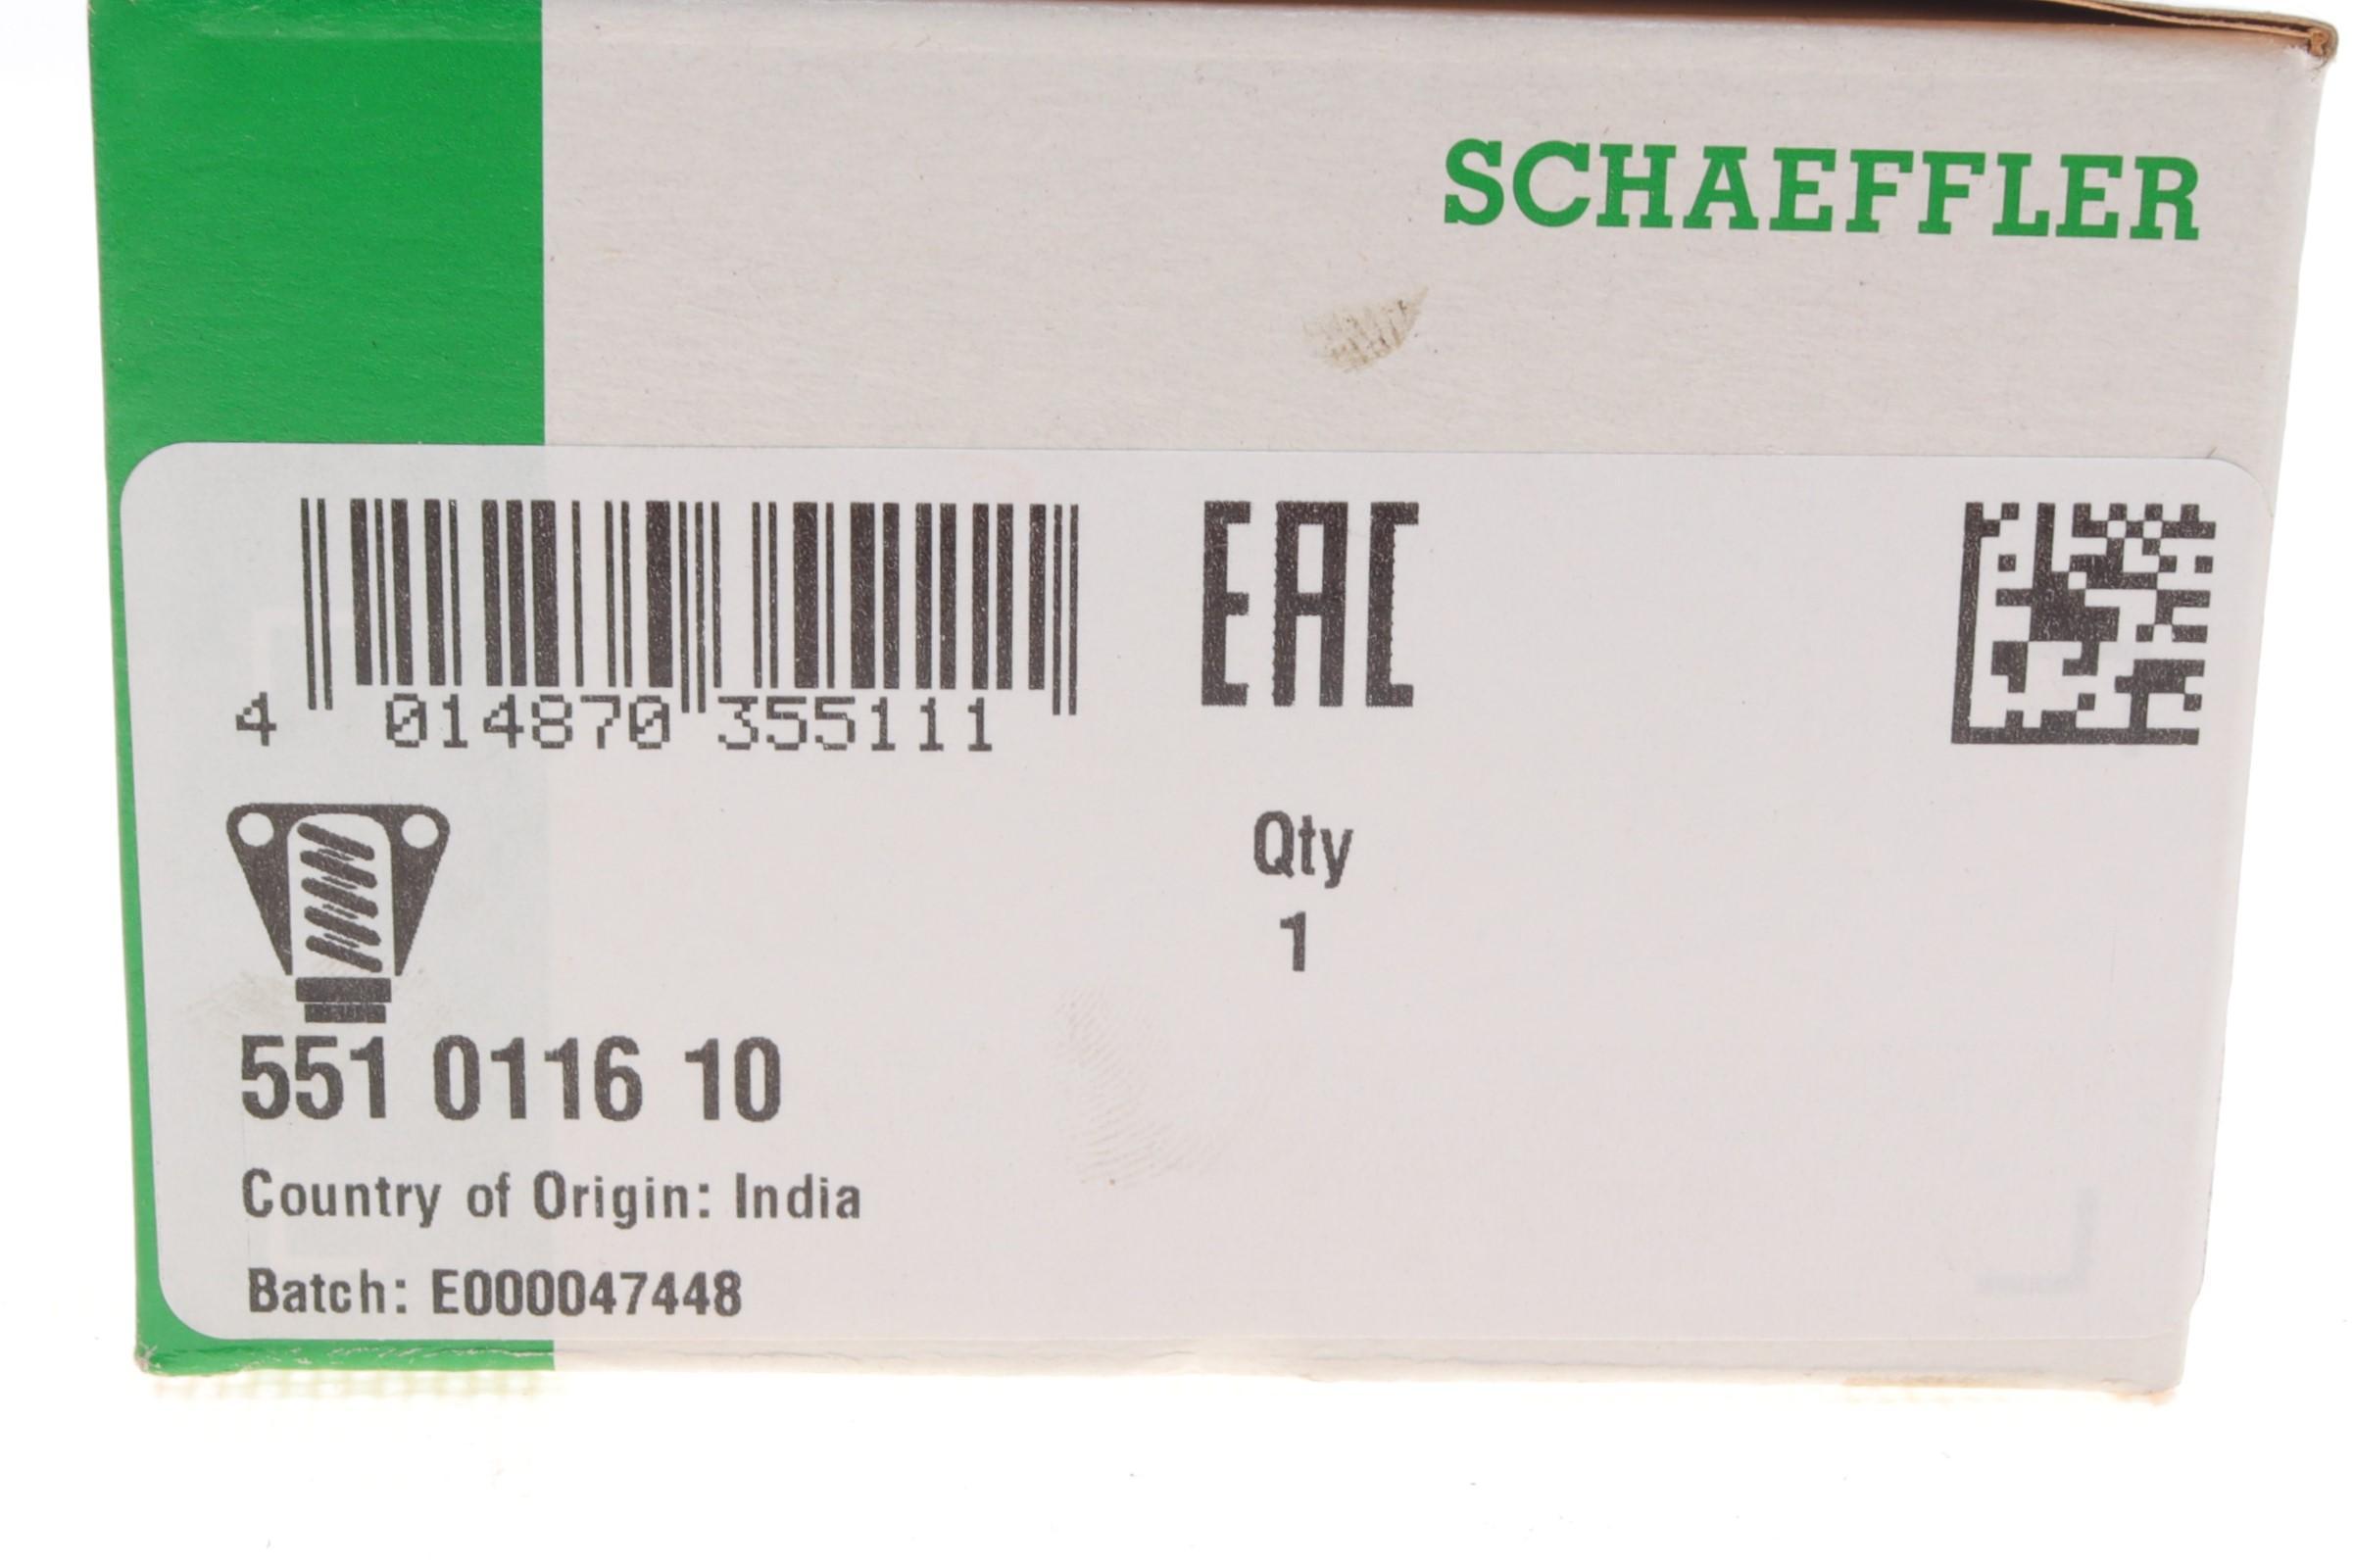 SCHAEFFLER
EAC
4 014870 355111
Qty
1
551 0116 10
Country of Origin: India
Batch: E000047448